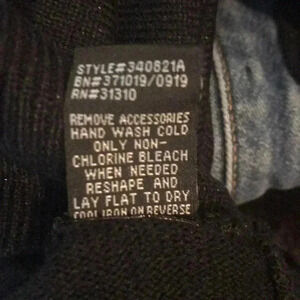 STYLE#340821A
BN#371019/0919
RN#31310
REMOVE ACCESSORIES
HAND WASH COLD
ONLY NON-
CHLORINE BLEACH
WHEN NEEDED
RESHAPE AND
LAY FLAT TO DRY
COOL IRON ON REVERSE